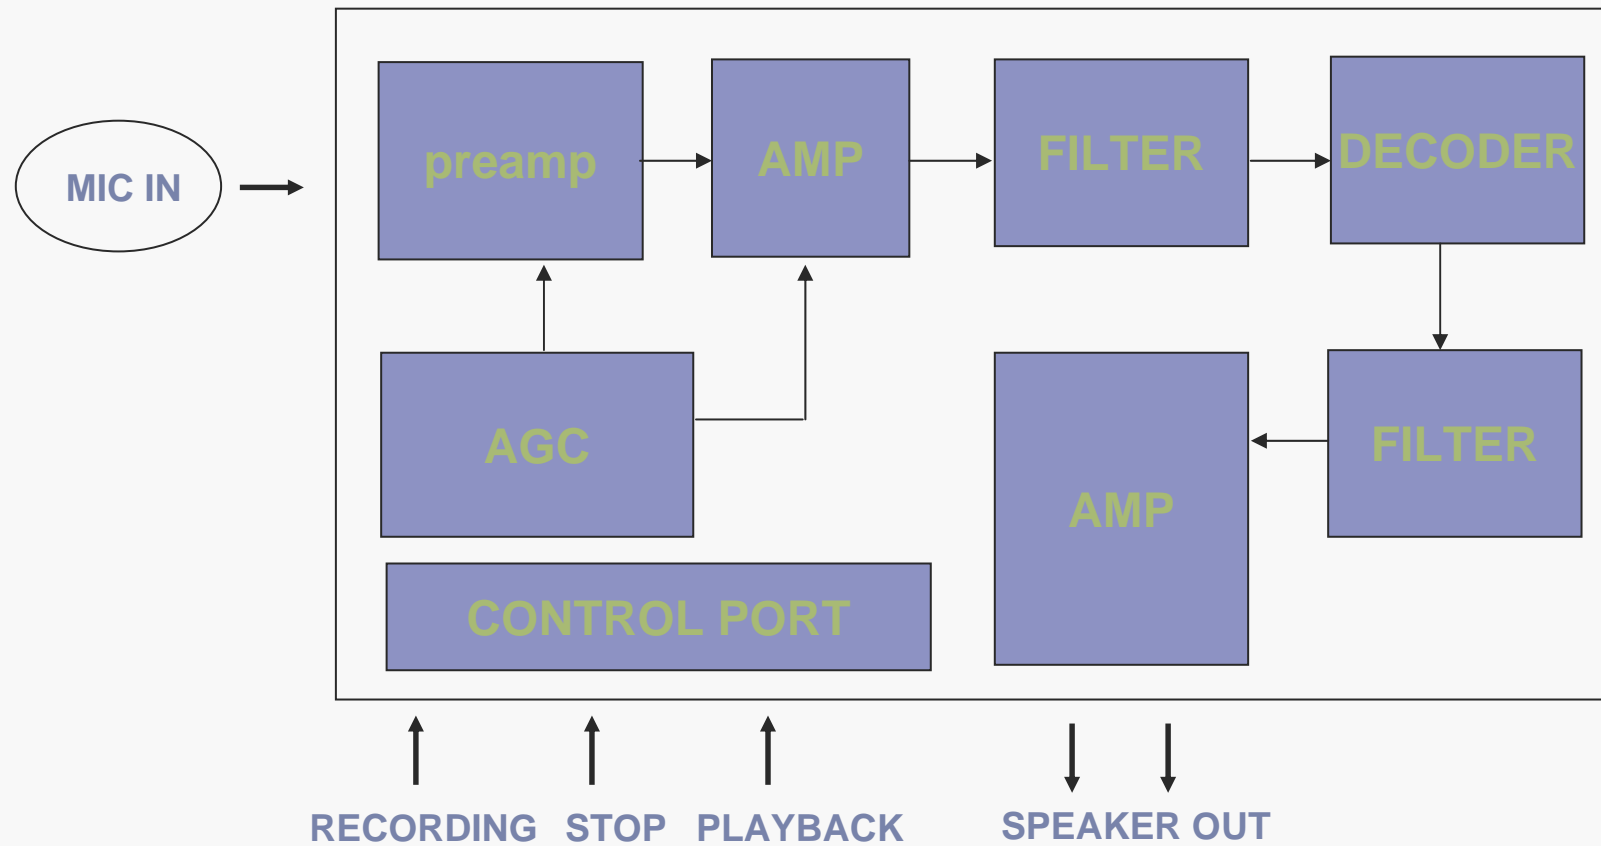 MIC IN
preamp
AMP
FILTER
DECODER
AGC
AMP
FILTER
CONTROL PORT
RECORDING
STOP
PLAYBACK
SPEAKER OUT